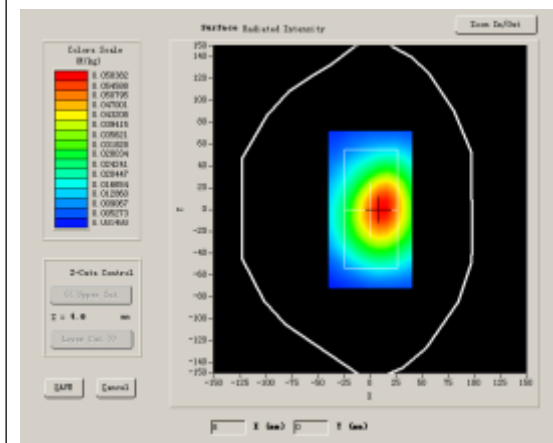 Surface Radiated Intensity
Zoom In/Out
Colors Scale
(W/kg)
0.058382
0.054588
0.050795
0.047001
0.043208
0.039415
0.035621
0.031828
0.028034
0.024241
0.020447
0.016654
0.012860
0.009067
0.005273
0.001480
150
140
120
100
80
60
40
20
0
-20
-40
-60
-80
-100
-120
-140
-150
-150 -125 -100 -75 -50 -25 0 25 50 75 100 125 150
X
Z-Cuts Control
Upper Cut
Z = 4.0 mm
Lower Cut >>
SAVE
Cancel
X (mm)
Y (mm)